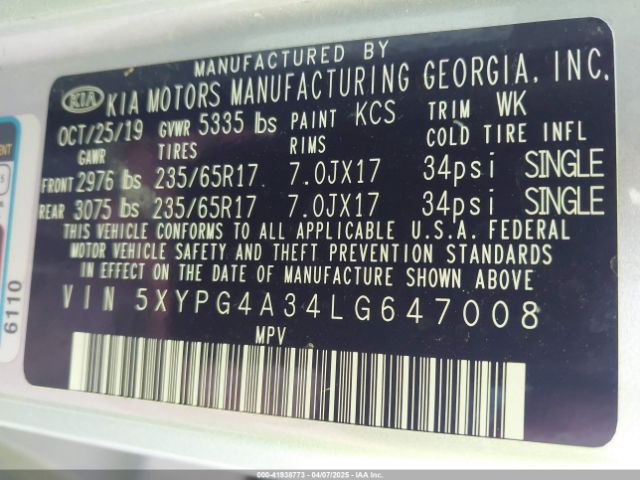 MANUFACTURED BY
KIA KIA MOTORS MANUFACTURING GEORGIA, INC.
OCT/25/19 GVWR 5335 lbs PAINT KCS TRIM WK
GAWR TIRES RIMS COLD TIRE INFL
FRONT 2976 lbs 235/65R17 7.0JX17 34psi SINGLE
REAR 3075 lbs 235/65R17 7.0JX17 34psi SINGLE
THIS VEHICLE CONFORMS TO ALL APPLICABLE U.S.A. FEDERAL
MOTOR VEHICLE SAFETY AND THEFT PREVENTION STANDARDS
IN EFFECT ON THE DATE OF MANUFACTURE SHOWN ABOVE
VIN 5XYPG4A34LG647008
MPV
6110
000-41938773 - 04/07/2025 - IAA Inc.